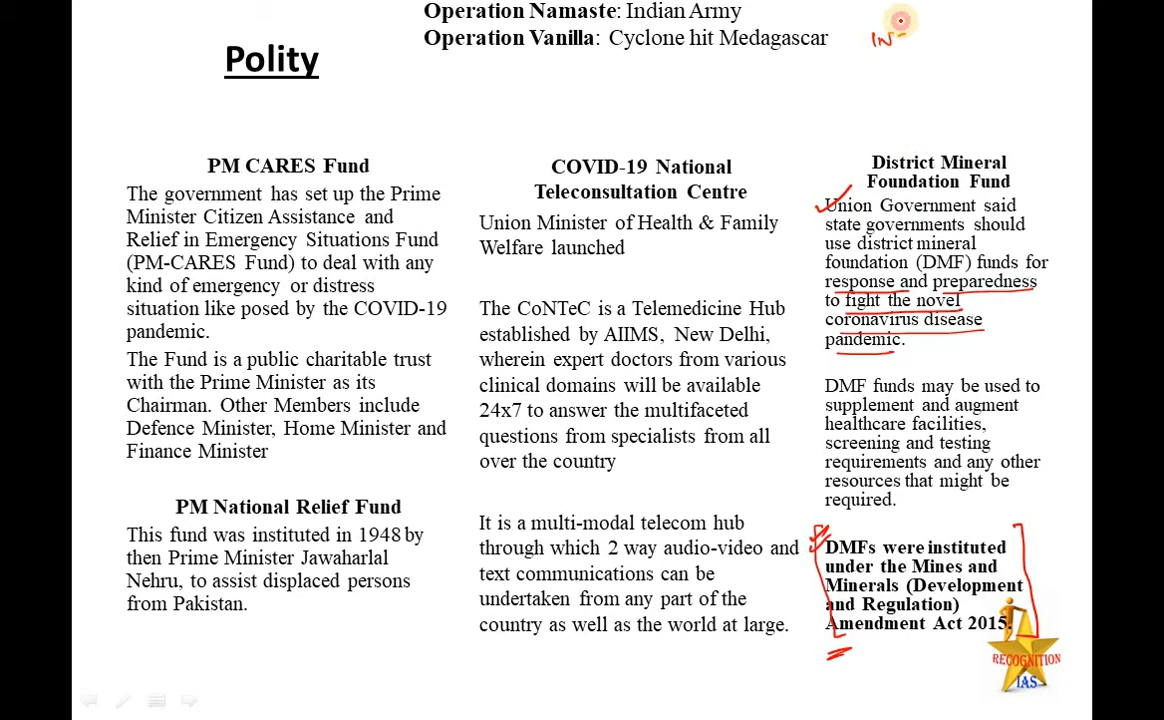 Operation Namaste: Indian Army
Operation Vanilla: Cyclone hit Medagascar
IN
Polity
PM CARES Fund
The government has set up the Prime
Minister Citizen Assistance and
Relief in Emergency Situations Fund
(PM-CARES Fund) to deal with any
kind of emergency or distress
situation like posed by the COVID-19
pandemic.
The Fund is a public charitable trust
with the Prime Minister as its
Chairman. Other Members include
Defence Minister, Home Minister and
Finance Minister
PM National Relief Fund
This fund was instituted in 1948 by
then Prime Minister Jawaharlal
Nehru, to assist displaced persons
from Pakistan.
COVID-19 National
Teleconsultation Centre
Union Minister of Health & Family
Welfare launched
The CoNTeC is a Telemedicine Hub
established by AIIMS, New Delhi,
wherein expert doctors from various
clinical domains will be available
24x7 to answer the multifaceted
questions from specialists from all
over the country
It is a multi-modal telecom hub
through which 2 way audio-video and
text communications can be
undertaken from any part of the
country as well as the world at large.
District Mineral
Foundation Fund
Union Government said
state governments should
use district mineral
foundation (DMF) funds for
response and preparedness
to fight the novel
coronavirus disease
pandemic.
DMF funds may be used to
supplement and augment
healthcare facilities,
screening and testing
requirements and any other
resources that might be
required.
DMFs were instituted
under the Mines and
Minerals (Development
and Regulation)
Amendment Act 2015.
RECOGNITION
IAS